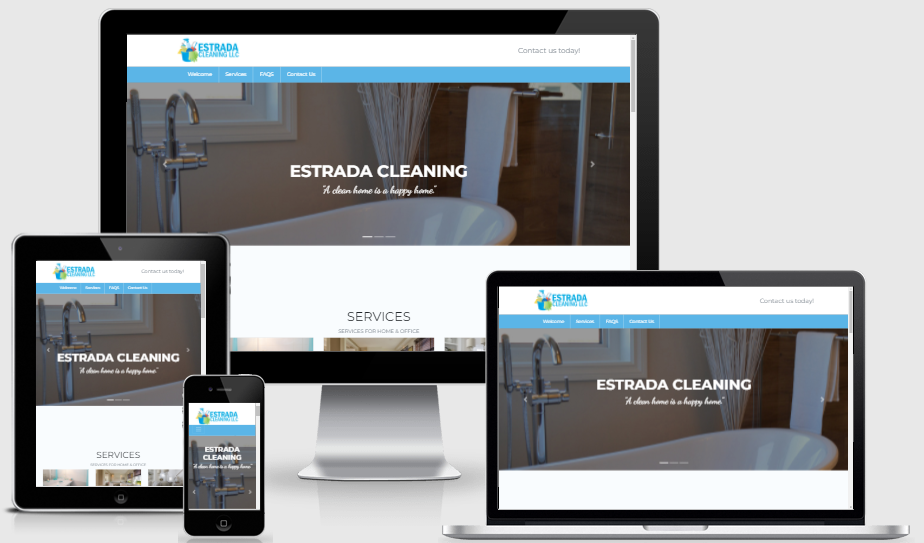 ESTRADA
CLEANING LLC
Contact us today!
Welcome
Services
FAQS
Contact Us
ESTRADA CLEANING
"A clean home is a happy home."
SERVICES
SERVICES FOR HOME & OFFICE
ESTRADA
CLEANING LLC
Contact us today!
Welcome
Services
FAQS
Contact Us
ESTRADA CLEANING
"A clean home is a happy home."
SERVICES
SERVICES FOR HOME & OFFICE
ESTRADA
CLEANING LLC
ESTRADA
CLEANING
"A clean home is a happy home."
ESTRADA
CLEANING LLC
Contact us today!
Welcome
Services
FAQS
Contact Us
ESTRADA CLEANING
"A clean home is a happy home."